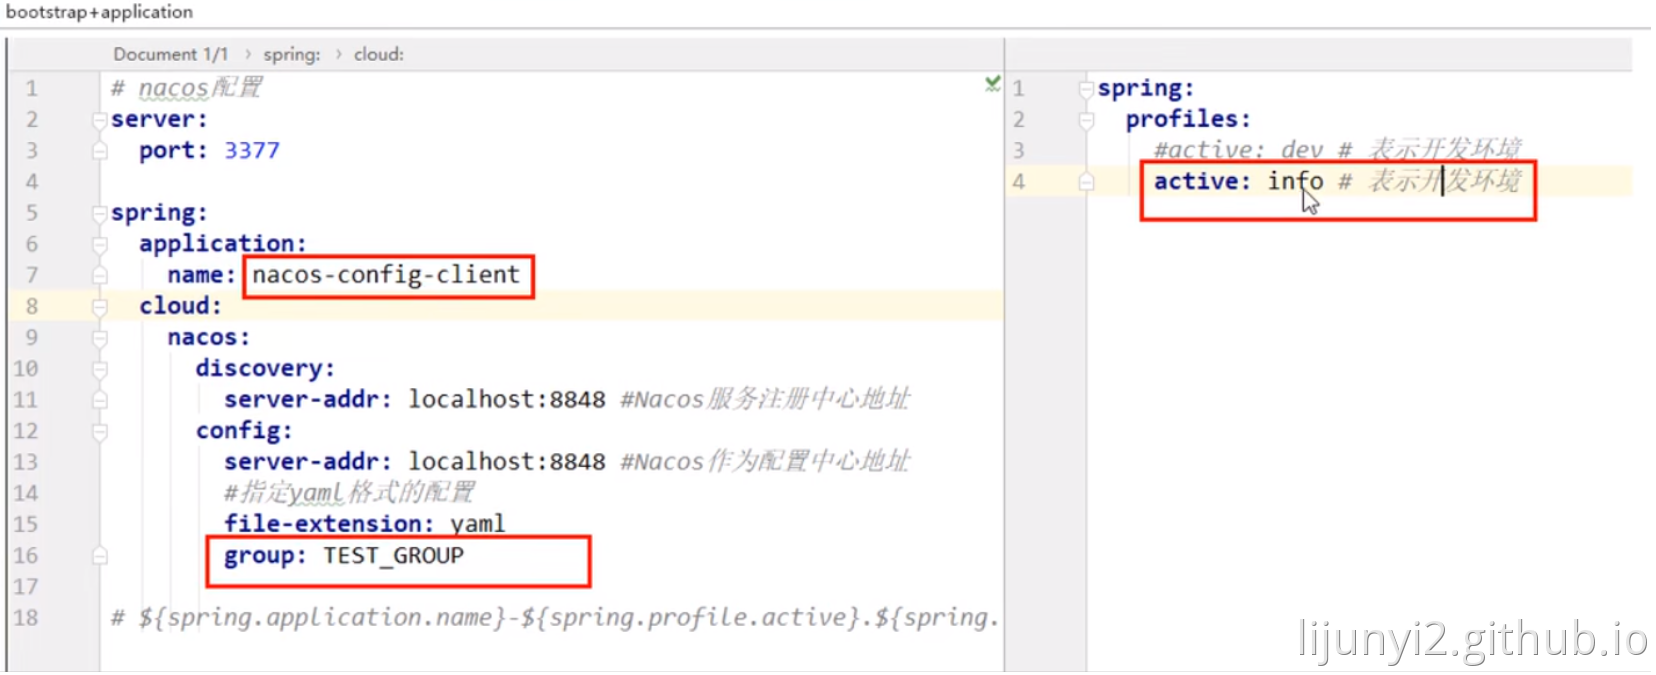 bootstrap+application
Document 1/1 › spring: › cloud:
1 # nacos配置
2 server:
3 port: 3377
4
5 spring:
6 application:
7 name: nacos-config-client
8 cloud:
9 nacos:
10 discovery:
11 server-addr: localhost:8848 #Nacos服务注册中心地址
12 config:
13 server-addr: localhost:8848 #Nacos作为配置中心地址
14 #指定yaml格式的配置
15 file-extension: yaml
16 group: TEST_GROUP
17
18 # ${spring.application.name}-${spring.profile.active}.${spring.
1 spring:
2 profiles:
3 #active: dev # 表示开发环境
4 active: info # 表示开发环境
lijunyi2.github.io